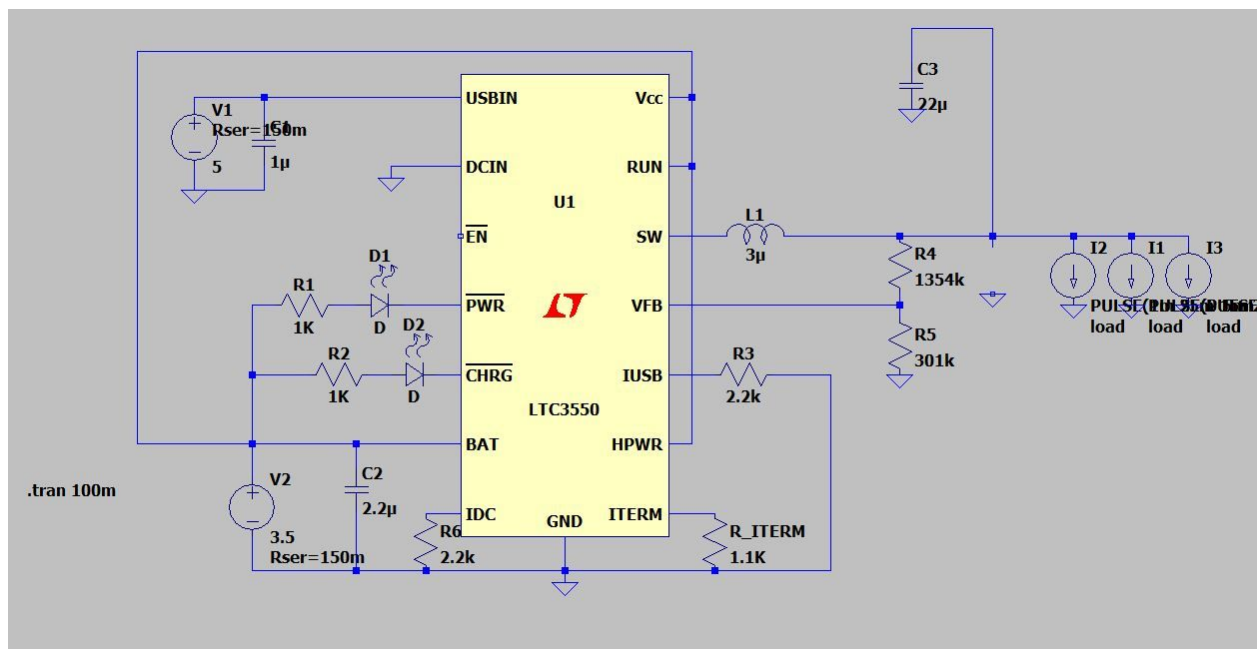 C3
22µ
USBIN
Vcc
V1
Rser=150m
C1
1µ
5
DCIN
RUN
U1
EN
SW
L1
3µ
I2
I1
I3
R4
1354k
D1
R1
PWR
VFB
D
1K
PULSE(
load
load
load
D2
R5
301k
R2
CHRG
IUSB
R3
1K
D
2.2k
LTC3550
BAT
HPWR
V2
C2
2.2µ
.tran 100m
3.5
Rser=150m
IDC
GND
ITERM
R6
2.2k
R_ITERM
1.1K